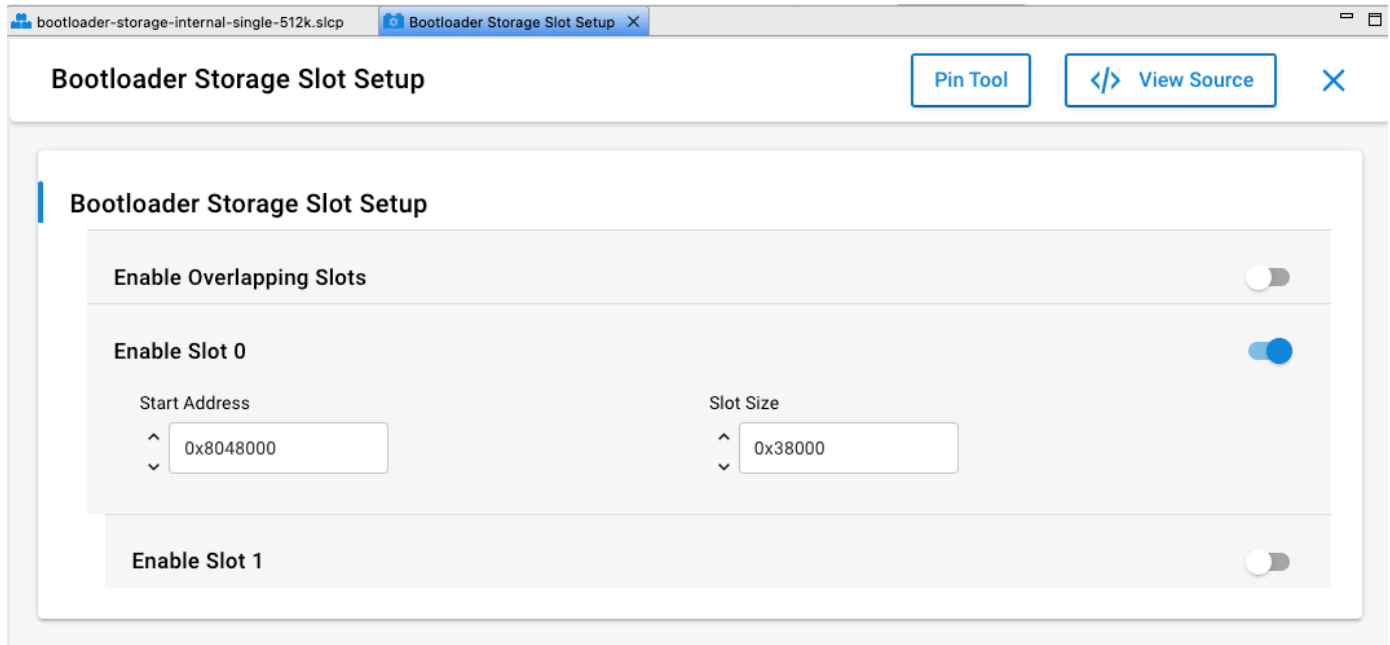 bootloader-storage-internal-single-512k.slcp Bootloader Storage Slot Setup
Bootloader Storage Slot Setup Pin Tool </> View Source
Bootloader Storage Slot Setup
Enable Overlapping Slots
Enable Slot 0
Start Address Slot Size
0x8048000 0x38000
Enable Slot 1